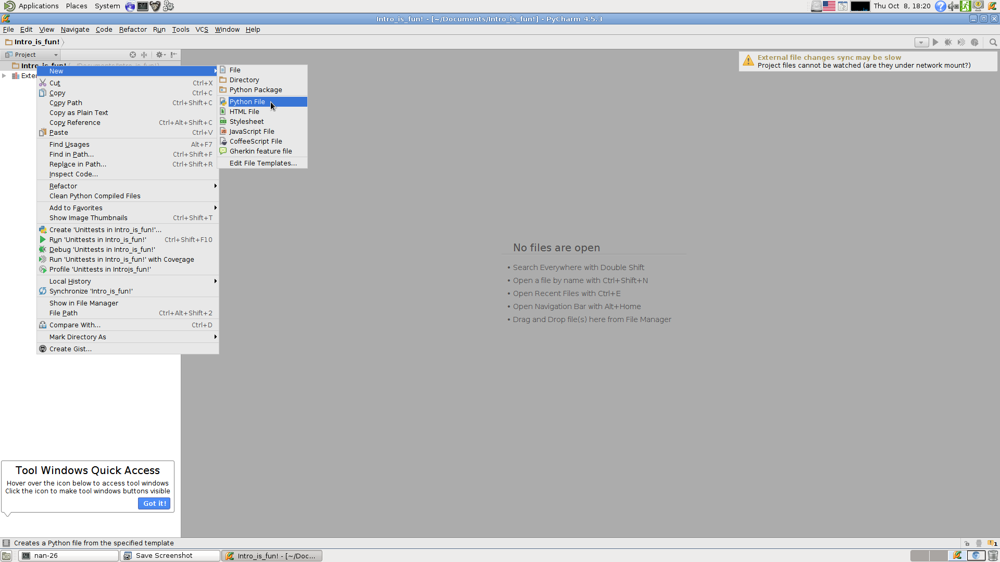 Applications Places System
Thu Oct 8, 18:20
Intro_is_fun! - [~/Documents/Intro_is_fun!] - PyCharm 4.5.3
File Edit View Navigate Code Refactor Run Tools VCS Window Help
Intro_is_fun!
Project
Intro_is_fun! (~/Documents/Intro_is_fun!)
Exter
New
Cut Ctrl+X
Copy Ctrl+C
Copy Path Ctrl+Shift+C
Copy as Plain Text
Copy Reference Ctrl+Alt+Shift+C
Paste Ctrl+V
Find Usages Alt+F7
Find in Path... Ctrl+Shift+F
Replace in Path... Ctrl+Shift+R
Inspect Code...
Refactor
Clean Python Compiled Files
Add to Favorites
Show Image Thumbnails Ctrl+Shift+T
Create 'Unittests in Intro_is_fun!'...
Run 'Unittests in Intro_is_fun!' Ctrl+Shift+F10
Debug 'Unittests in Intro_is_fun!'
Run 'Unittests in Intro_is_fun!' with Coverage
Profile 'Unittests in Introis_fun!'
Local History
Synchronize 'Intro_is_fun!'
Show in File Manager
File Path Ctrl+Alt+Shift+2
Compare With... Ctrl+D
Mark Directory As
Create Gist...
File
Directory
Python Package
Python File
HTML File
Stylesheet
JavaScript File
CoffeeScript File
Gherkin feature file
Edit File Templates...
External file changes sync may be slow
Project files cannot be watched (are they under network mount?)
No files are open
• Search Everywhere with Double Shift
• Open a file by name with Ctrl+Shift+N
• Open Recent Files with Ctrl+E
• Open Navigation Bar with Alt+Home
• Drag and Drop file(s) here from File Manager
Tool Windows Quick Access
Hover over the icon below to access tool windows
Click the icon to make tool windows buttons visible
Got it!
Creates a Python file from the specified template
1
nan-26
Save Screenshot
Intro_is_fun! - [~/Doc...